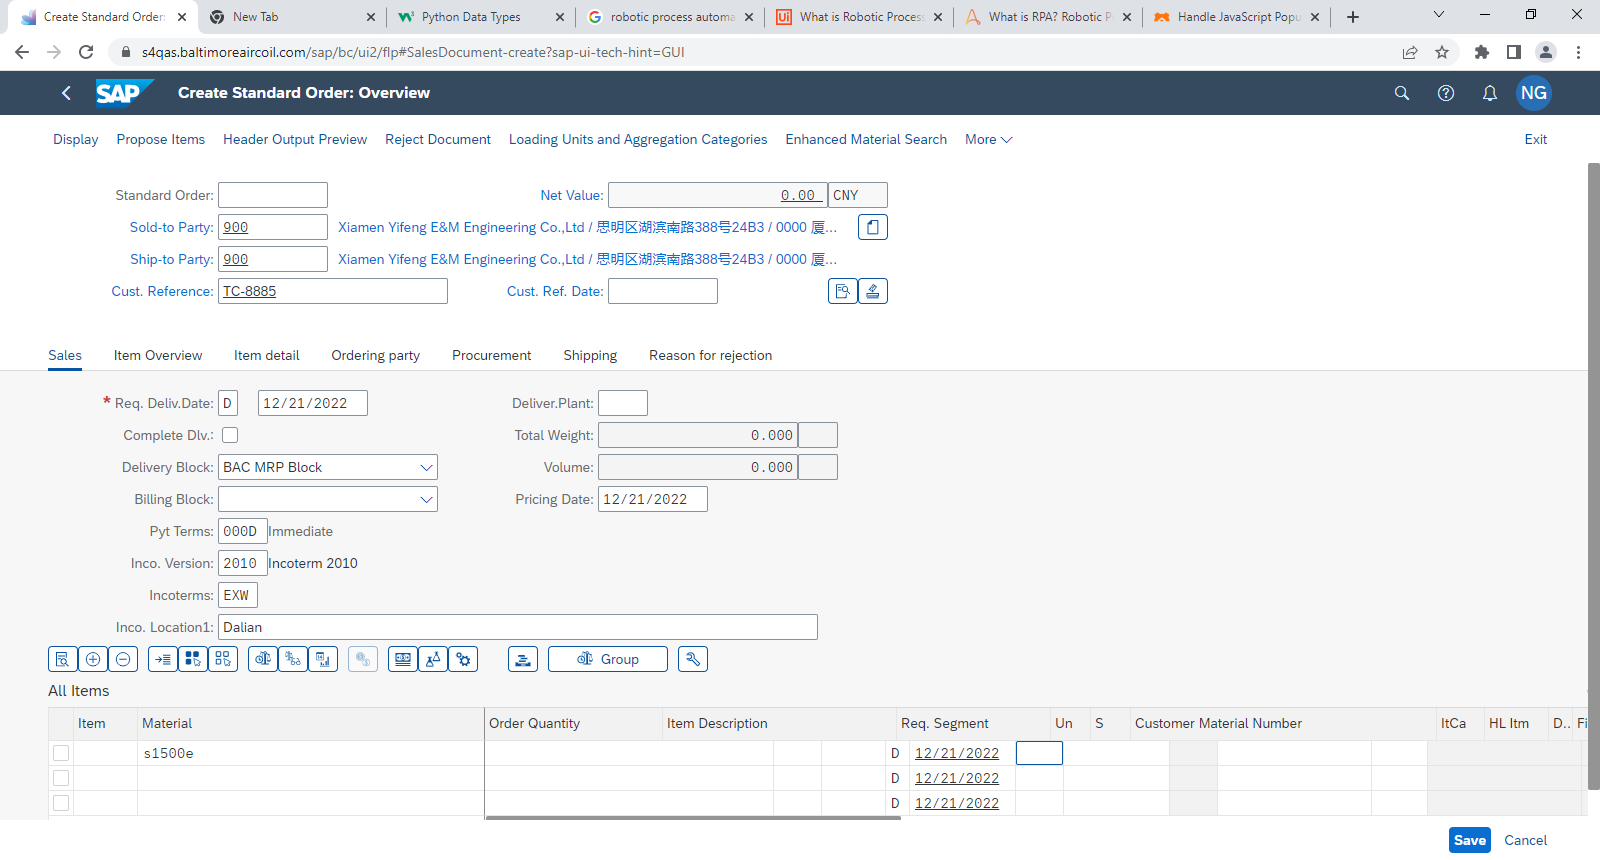 Create Standard Order:
New Tab
Python Data Types
robotic process automa
What is Robotic Process
What is RPA? Robotic P
Handle JavaScript Popu
s4qas.baltimoreaircoil.com/sap/bc/ui2/flp#SalesDocument-create?sap-ui-tech-hint=GUI
SAP
Create Standard Order: Overview
NG
Display Propose Items Header Output Preview Reject Document Loading Units and Aggregation Categories Enhanced Material Search More Exit
Standard Order: Net Value: 0.00 CNY
Sold-to Party: 900 Xiamen Yifeng E&M Engineering Co.,Ltd / 思明区湖滨南路388号24B3 / 0000 厦...
Ship-to Party: 900 Xiamen Yifeng E&M Engineering Co.,Ltd / 思明区湖滨南路388号24B3 / 0000 厦...
Cust. Reference: TC-8885 Cust. Ref. Date:
Sales Item Overview Item detail Ordering party Procurement Shipping Reason for rejection
* Req. Deliv.Date: D 12/21/2022 Deliver.Plant:
Complete Dlv.: Total Weight: 0.000
Delivery Block: BAC MRP Block Volume: 0.000
Billing Block: Pricing Date: 12/21/2022
Pyt Terms: 000D Immediate
Inco. Version: 2010 Incoterm 2010
Incoterms: EXW
Inco. Location1: Dalian
Group
All Items
Item Material Order Quantity Item Description Req. Segment Un S Customer Material Number ItCa HL Itm D.. Fi
s1500e D 12/21/2022
D 12/21/2022
D 12/21/2022
Save Cancel